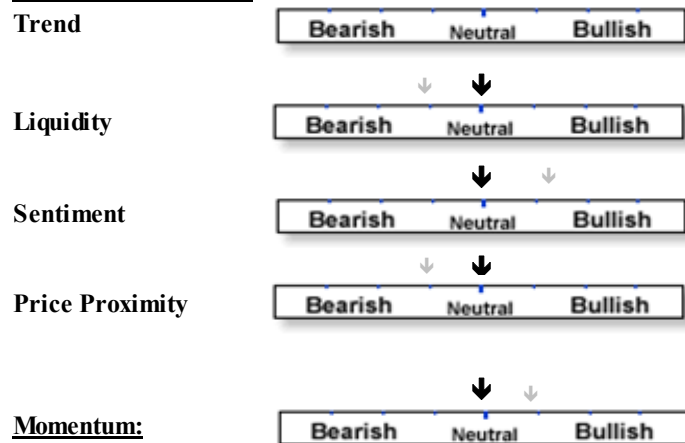 Trend Bearish Neutral Bullish
Liquidity Bearish Neutral Bullish
Sentiment Bearish Neutral Bullish
Price Proximity Bearish Neutral Bullish
Momentum: Bearish Neutral Bullish